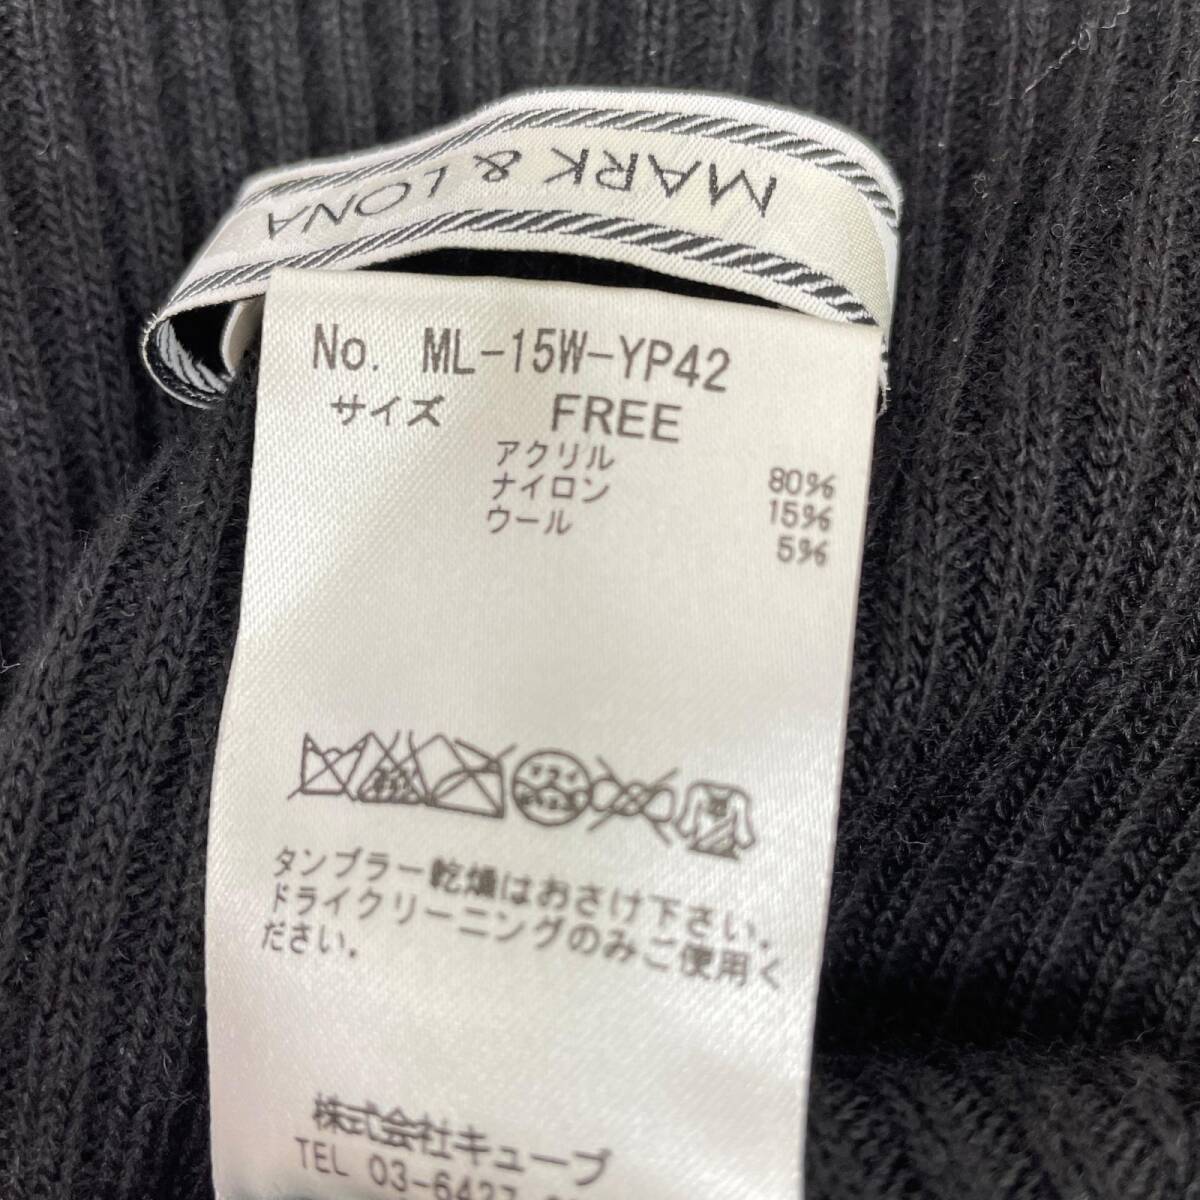 MARK & LONA
No. ML-15W-YP42
サイズ FREE
アクリル 80%
ナイロン 15%
ウール 5%
タンブラー乾燥はおさけ下さい.
ドライクリーニングのみご使用く
ださい.
株式会社キューブ
TEL 03-6427